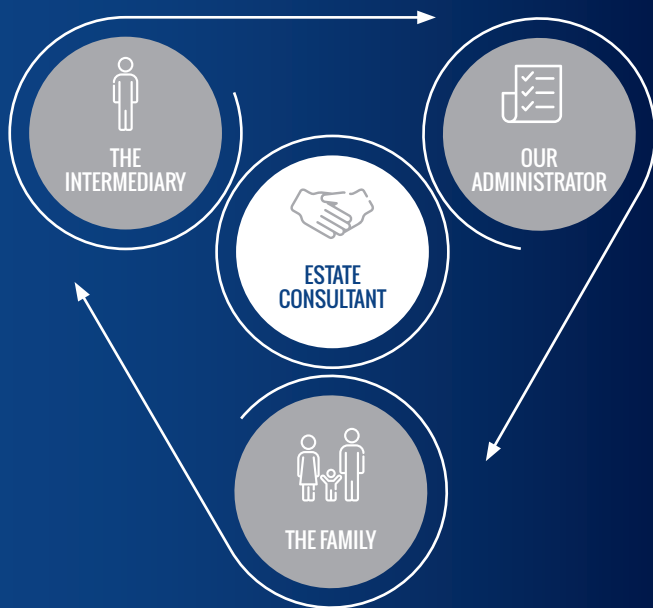 THE
INTERMEDIARY
OUR
ADMINISTRATOR
ESTATE
CONSULTANT
THE FAMILY